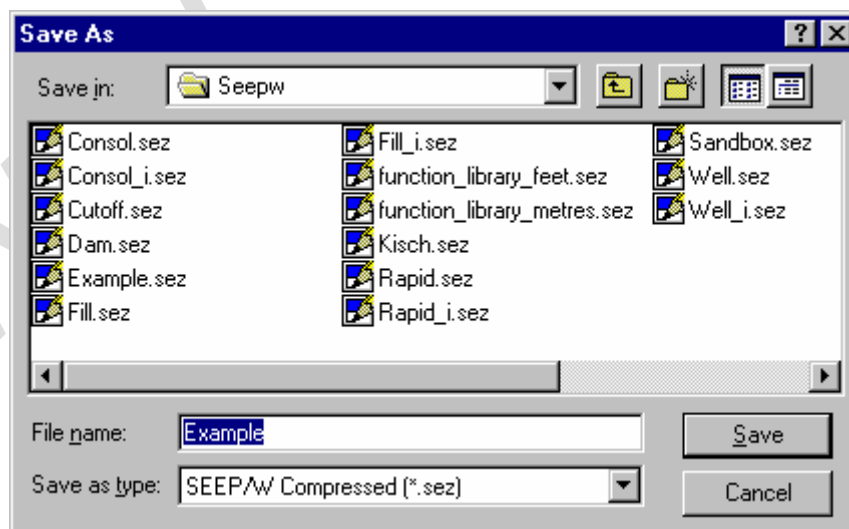 Save As
Save in: Seepw
Consol.sez
Consol_i.sez
Cutoff.sez
Dam.sez
Example.sez
Fill.sez
Fill_i.sez
function_library_feet.sez
function_library_metres.sez
Kisch.sez
Rapid.sez
Rapid_i.sez
Sandbox.sez
Well.sez
Well_i.sez
File name: Example
Save
Save as type: SEEP/W Compressed (*.sez)
Cancel